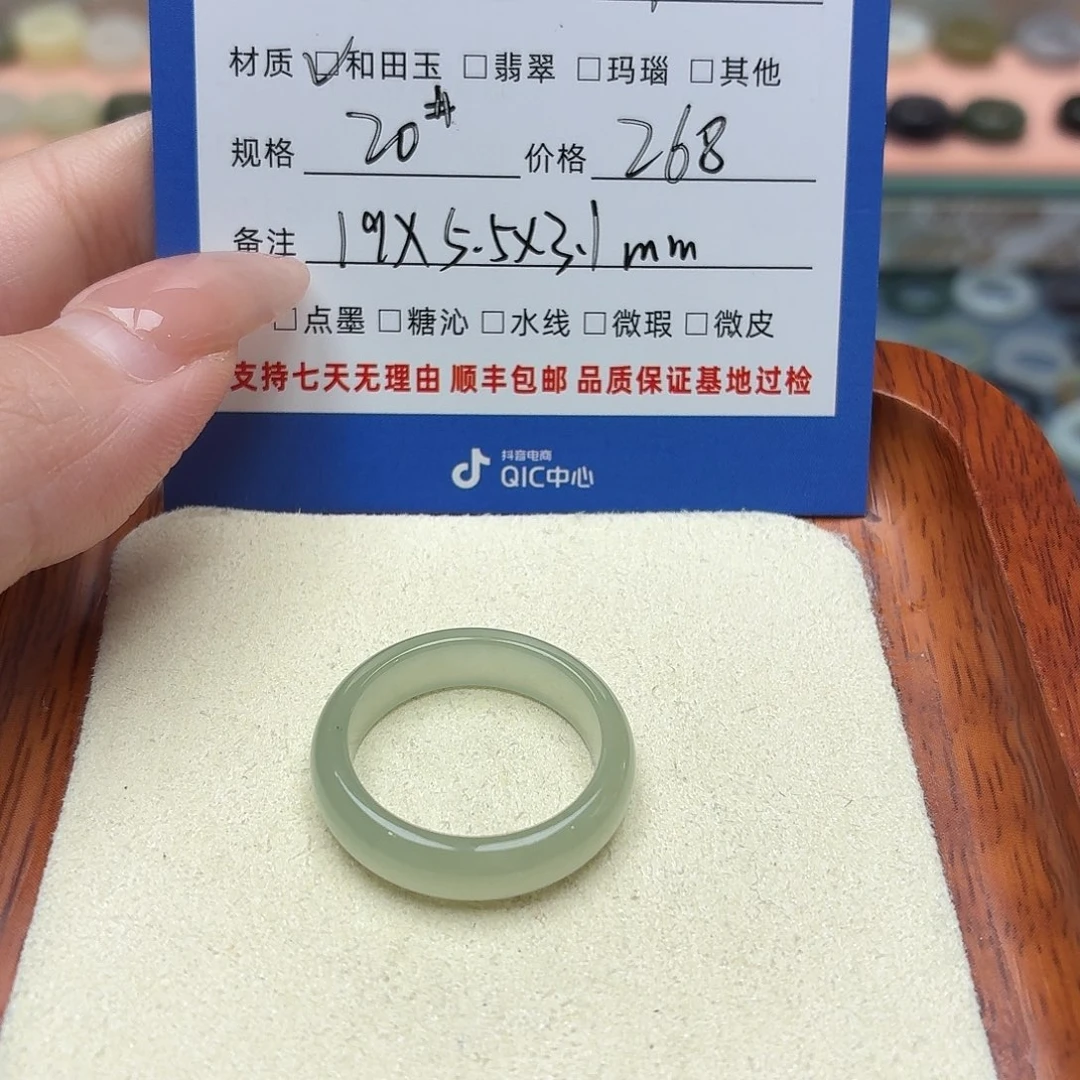 材质 ☑和田玉 □翡翠 □玛瑙 □其他
规格 20# 价格 268
备注 19X5.5X3.1mm
□点墨 □糖沁 □水线 □微瑕 □微皮
支持七天无理由 顺丰包邮 品质保证基地过检
抖音电商
QIC中心